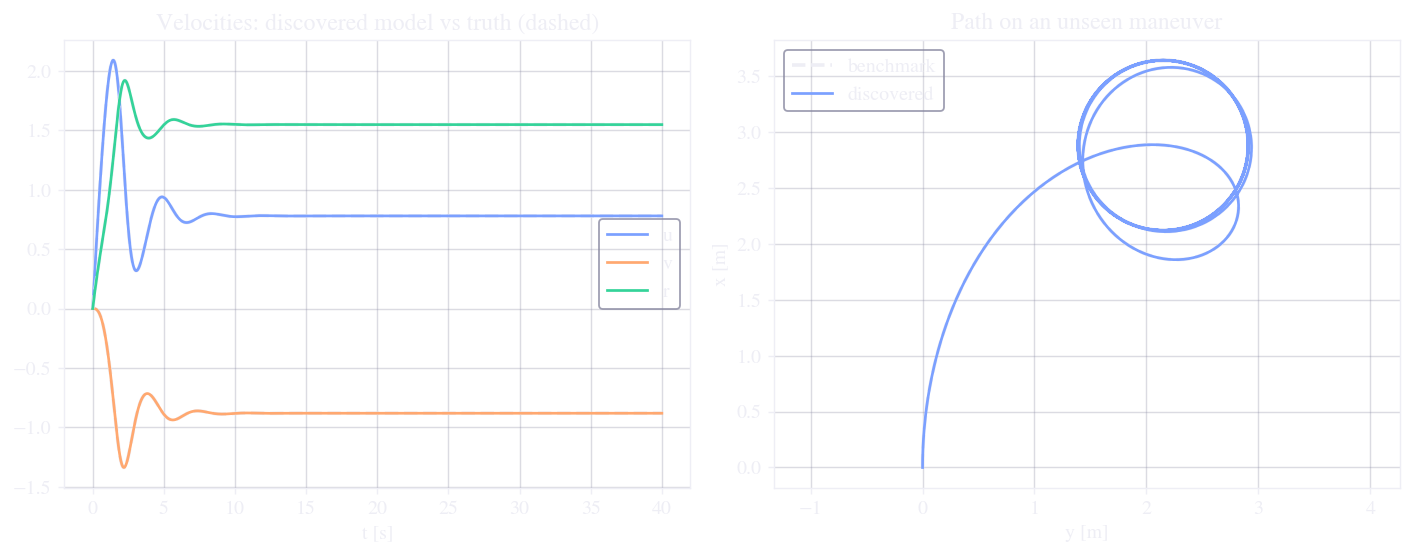 Velocities: discovered model vs truth (dashed)
2.0
1.5
1.0
0.5
0.0
−0.5
−1.0
−1.5
0 5 10 15 20 25 30 35 40
t [s]
u
v
r
Path on an unseen maneuver
benchmark
discovered
x [m]
3.5
3.0
2.5
2.0
1.5
1.0
0.5
0.0
−1 0 1 2 3 4
y [m]